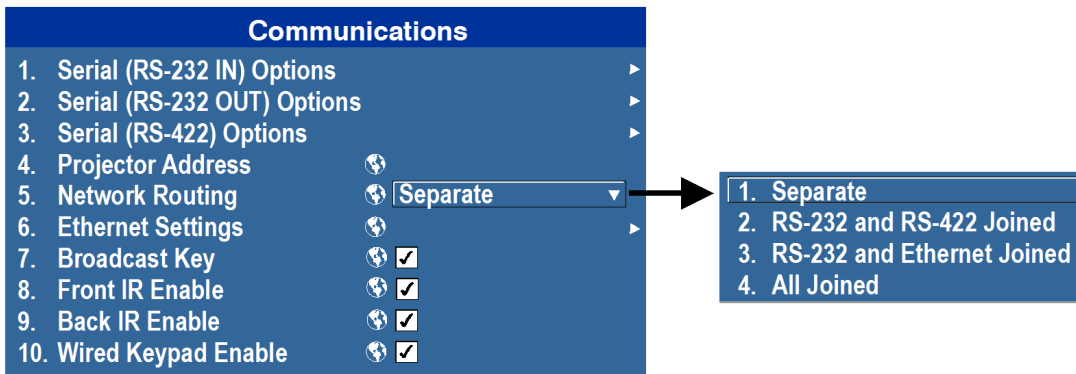 Communications
1. Serial (RS-232 IN) Options
2. Serial (RS-232 OUT) Options
3. Serial (RS-422) Options
4. Projector Address
5. Network Routing Separate
6. Ethernet Settings
7. Broadcast Key
8. Front IR Enable
9. Back IR Enable
10. Wired Keypad Enable
1. Separate
2. RS-232 and RS-422 Joined
3. RS-232 and Ethernet Joined
4. All Joined